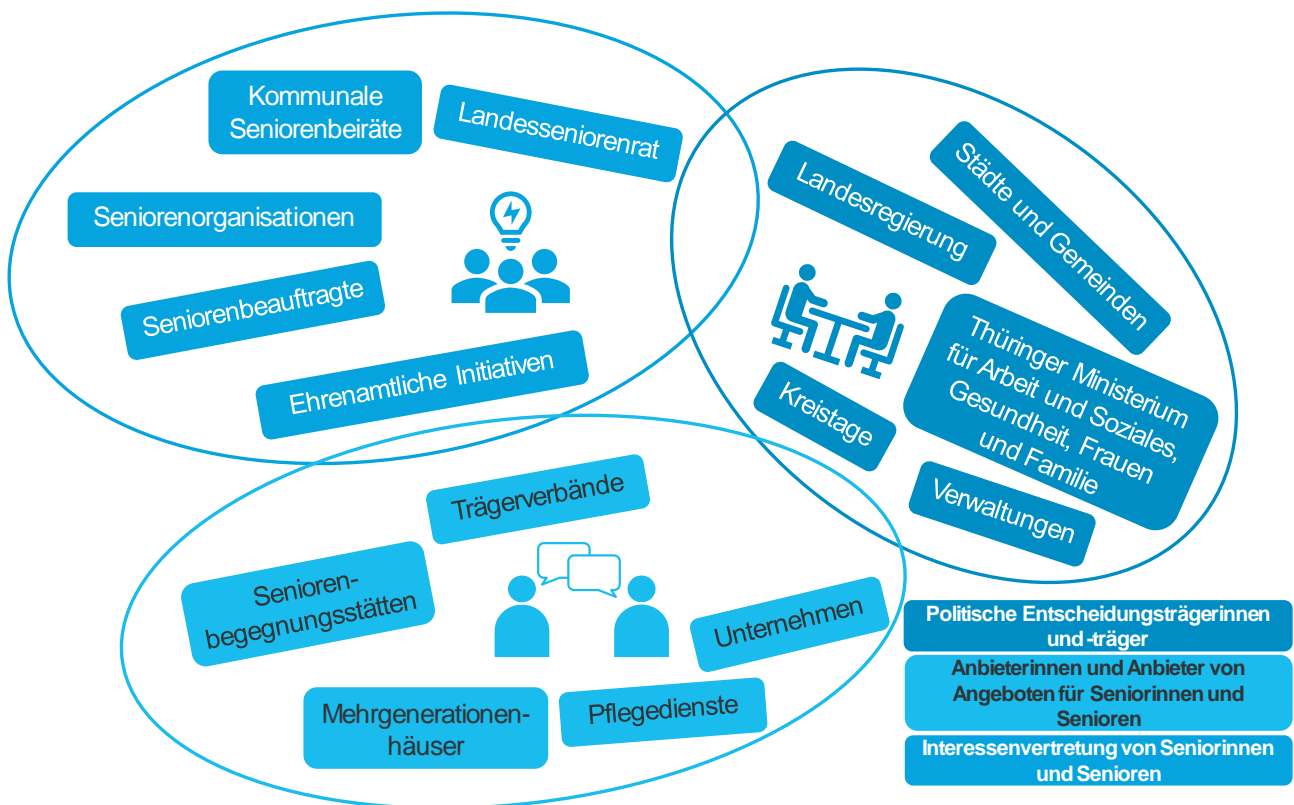 Kommunale
Seniorenbeiräte
Landesseniorenrat
Seniorenorganisationen
Seniorenbeauftragte
Ehrenamtliche Initiativen
Landesregierung
Städte und Gemeinden
Thüringer Ministerium
für Arbeit und Soziales,
Gesundheit, Frauen
und Familie
Kreistage
Verwaltungen
Trägerverbände
Senioren-
begegnungsstätten
Unternehmen
Mehrgenerationen-
häuser
Pflegedienste
Politische Entscheidungsträgerinnen
und -träger
Anbieterinnen und Anbieter von
Angeboten für Seniorinnen und
Senioren
Interessenvertretung von Seniorinnen
und Senioren